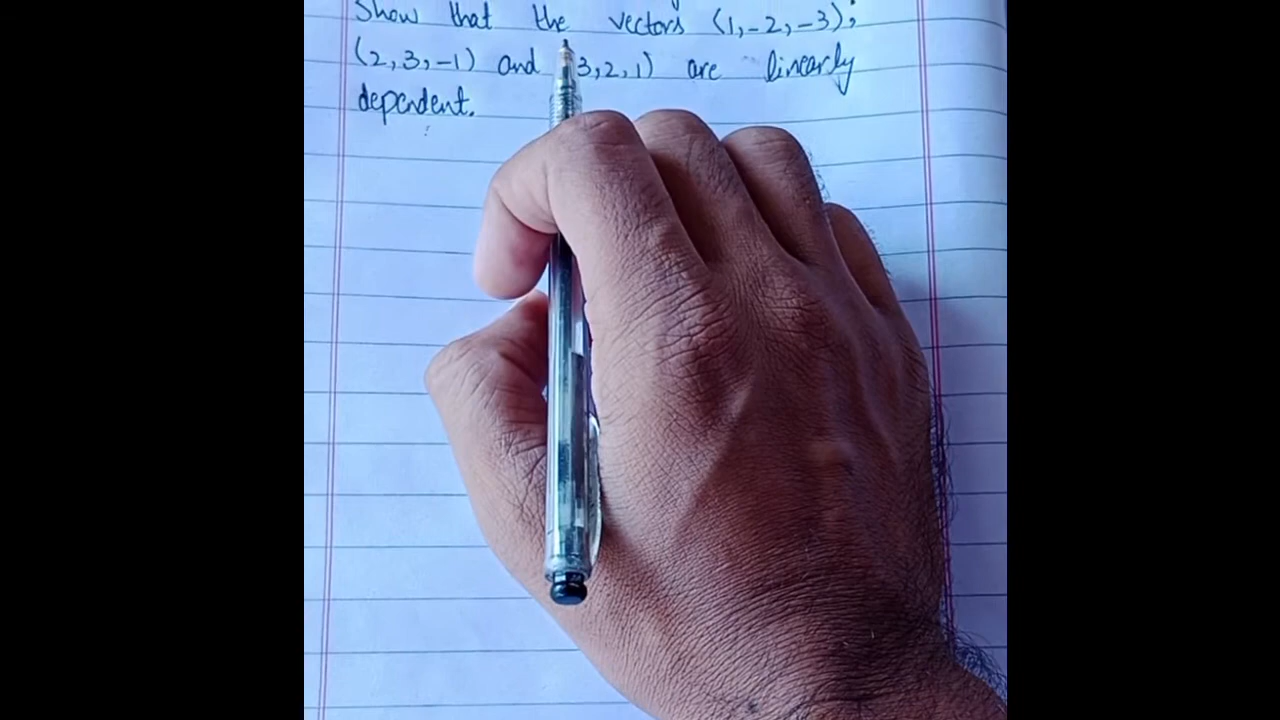 Show that the vectors (1,-2,-3),
(2,3,-1) and 3,2,1) are linearly
dependent.